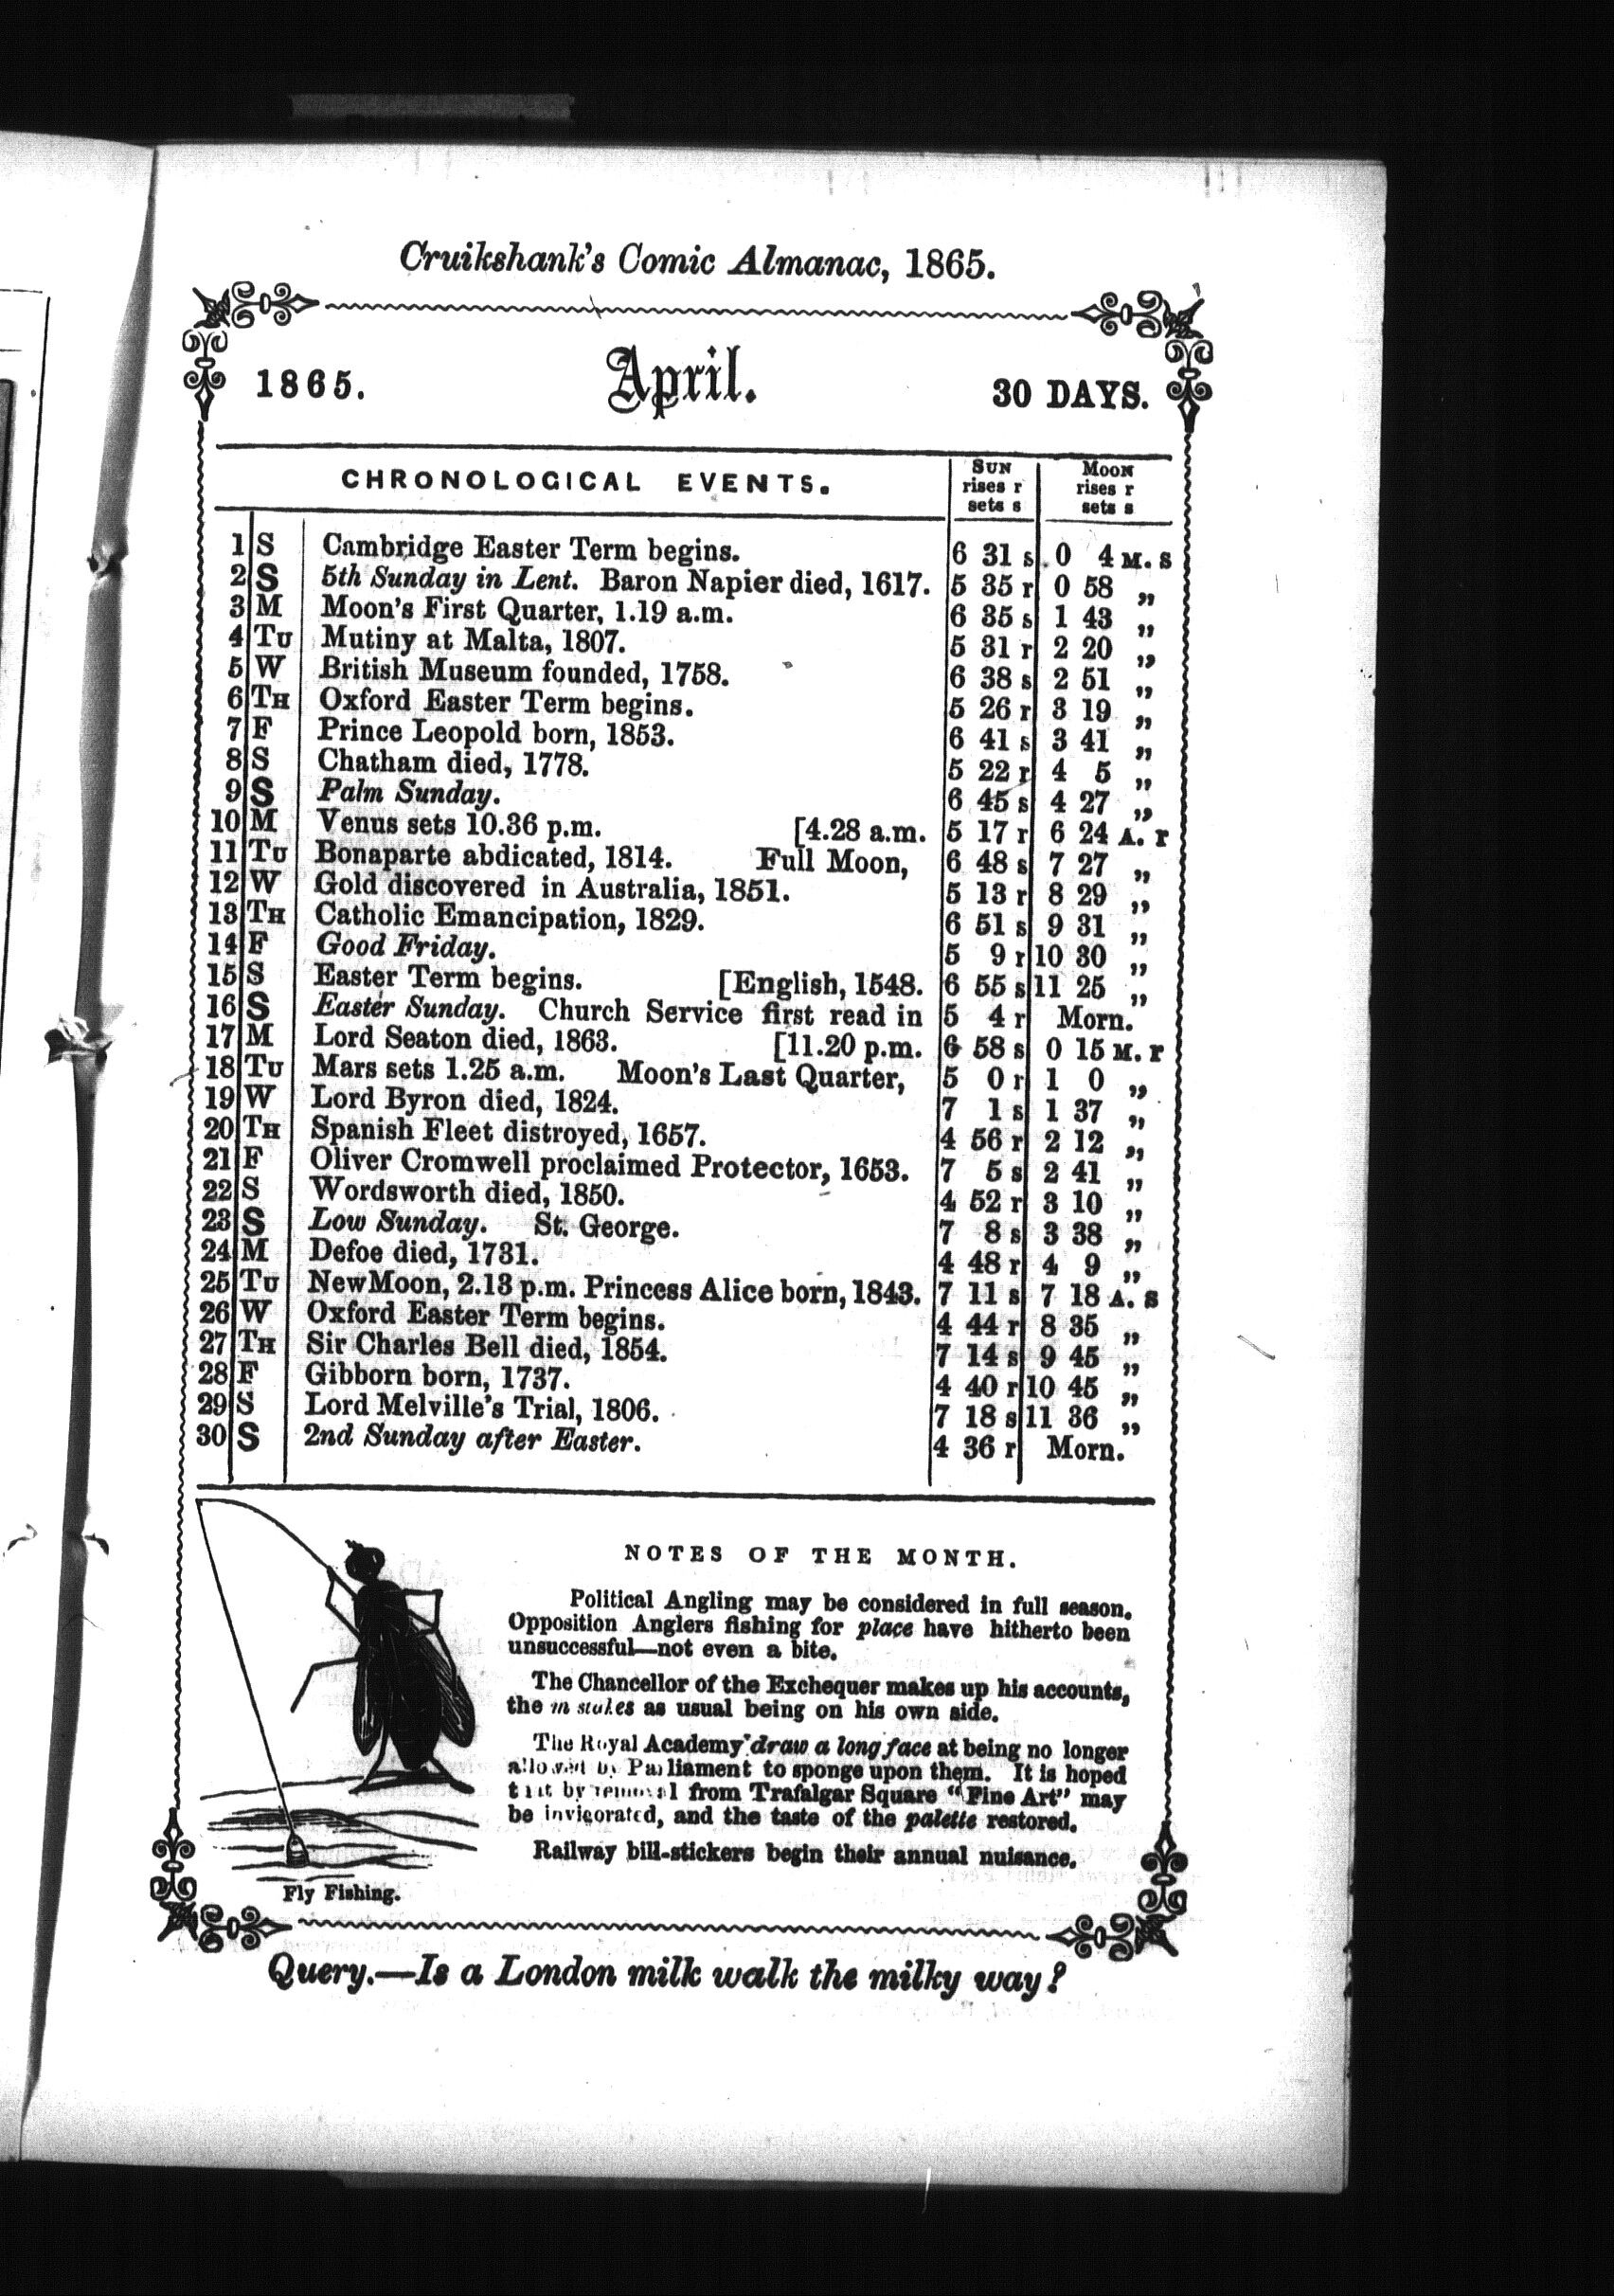 Cruikshank's Comic Almanac, 1865.
1865. April. 30 DAYS.
CHRONOLOGICAL EVENTS. Sun rises r sets s Moon rises r sets s
1 S Cambridge Easter Term begins. 6 31 s 0 4 M. s
2 S 5th Sunday in Lent. Baron Napier died, 1617. 5 35 r 0 58 „
3 M Moon's First Quarter, 1.19 a.m. 6 35 s 1 43 „
4 Tu Mutiny at Malta, 1807. 5 31 r 2 20 „
5 W British Museum founded, 1758. 6 38 s 2 51 „
6 Th Oxford Easter Term begins. 5 26 r 3 19 „
7 F Prince Leopold born, 1853. 6 41 s 3 41 „
8 S Chatham died, 1778. 5 22 r 4 5 „
9 S Palm Sunday. 6 45 s 4 27 „
10 M Venus sets 10.36 p.m. [4.28 a.m. 5 17 r 6 24 A. r
11 Tu Bonaparte abdicated, 1814. Full Moon, 6 48 s 7 27 „
12 W Gold discovered in Australia, 1851. 5 13 r 8 29 „
13 Th Catholic Emancipation, 1829. 6 51 s 9 31 „
14 F Good Friday. 5 9 r 10 30 „
15 S Easter Term begins. [English, 1548. 6 55 s 11 25 „
16 S Easter Sunday. Church Service first read in 5 4 r Morn.
17 M Lord Seaton died, 1863. [11.20 p.m. 6 58 s 0 15 M. r
18 Tu Mars sets 1.25 a.m. Moon's Last Quarter, 5 0 r 1 0 „
19 W Lord Byron died, 1824. 7 1 s 1 37 „
20 Th Spanish Fleet distroyed, 1657. 4 56 r 2 12 „
21 F Oliver Cromwell proclaimed Protector, 1653. 7 5 s 2 41 „
22 S Wordsworth died, 1850. 4 52 r 3 10 „
23 S Low Sunday. St. George. 7 8 s 3 38 „
24 M Defoe died, 1731. 4 48 r 4 9 „
25 Tu New Moon, 2.13 p.m. Princess Alice born, 1843. 7 11 s 7 18 A. s
26 W Oxford Easter Term begins. 4 44 r 8 35 „
27 Th Sir Charles Bell died, 1854. 7 14 s 9 45 „
28 F Gibborn born, 1737. 4 40 r 10 45 „
29 S Lord Melville's Trial, 1806. 7 18 s 11 36 „
30 S 2nd Sunday after Easter. 4 36 r Morn.
NOTES OF THE MONTH.
Political Angling may be considered in full season.
Opposition Anglers fishing for place have hitherto been
unsuccessful—not even a bite.
The Chancellor of the Exchequer makes up his accounts,
the mistakes as usual being on his own side.
The Royal Academy draw a long face at being no longer
allowed by Parliament to sponge upon them. It is hoped
that by removal from Trafalgar Square "Fine Art" may
be invigorated, and the taste of the palette restored.
Railway bill-stickers begin their annual nuisance.
Fly Fishing.
Query.—Is a London milk walk the milky way?